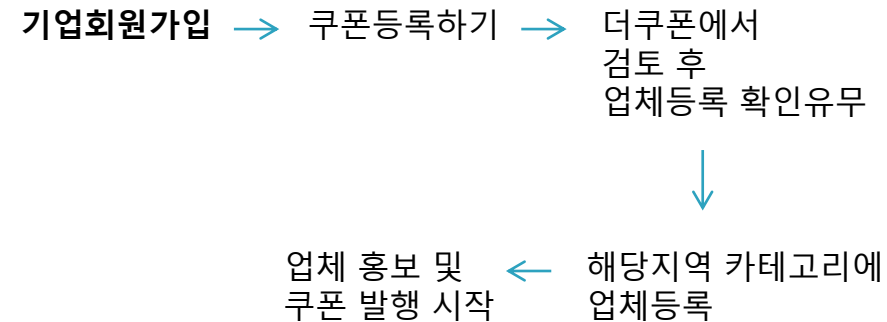 기업회원가입
쿠폰등록하기
더쿠폰에서
검토 후
업체등록 확인유무
해당지역 카테고리에
업체등록
업체 홍보 및
쿠폰 발행 시작